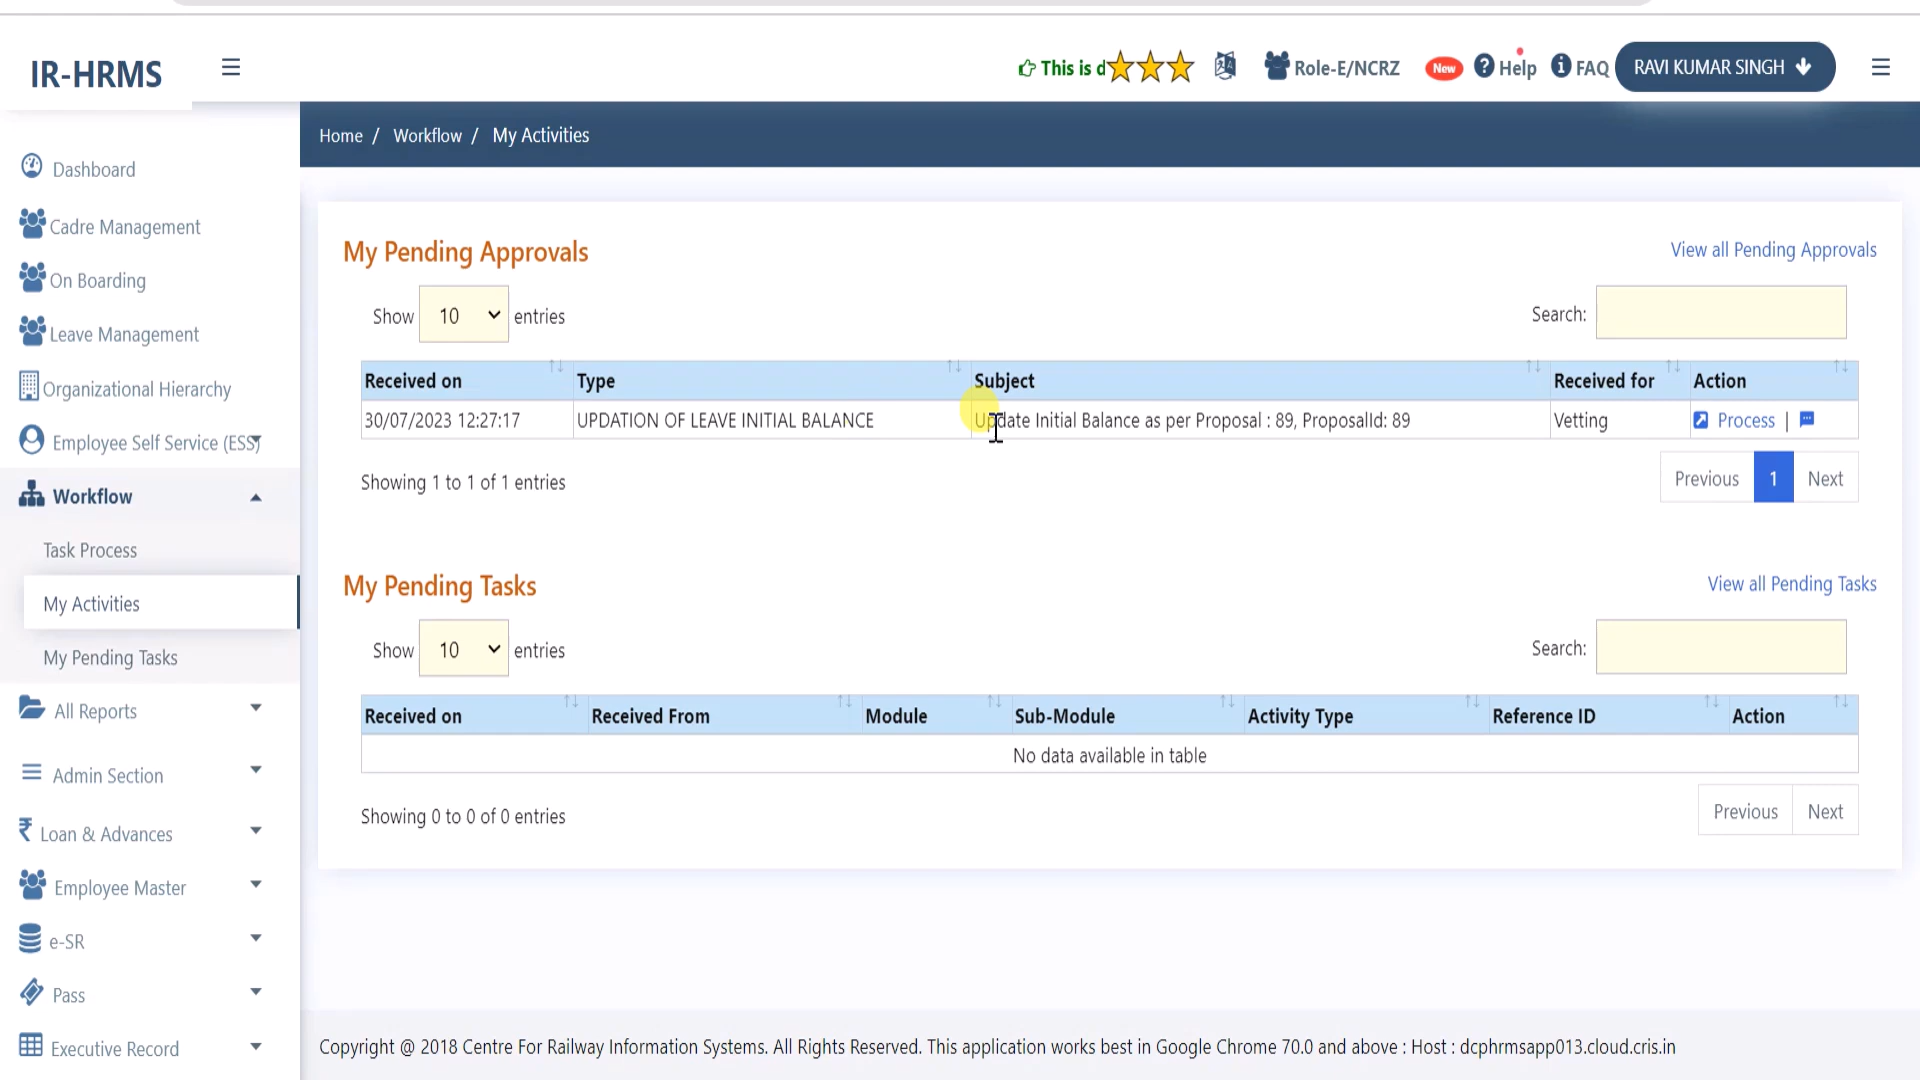 IR-HRMS
This is d
Role-E/NCRZ
New
Help
FAQ
RAVI KUMAR SINGH
Home / Workflow / My Activities
Dashboard
Cadre Management
On Boarding
Leave Management
Organizational Hierarchy
Employee Self Service (ESS)
Workflow
Task Process
My Activities
My Pending Tasks
All Reports
Admin Section
₹ Loan & Advances
Employee Master
e-SR
Pass
Executive Record
My Pending Approvals
View all Pending Approvals
Show 10 entries
Search:
Received on Type Subject Received for Action
30/07/2023 12:27:17 UPDATION OF LEAVE INITIAL BALANCE Update Initial Balance as per Proposal : 89, ProposalId: 89 Vetting Process |
Showing 1 to 1 of 1 entries
Previous 1 Next
My Pending Tasks
View all Pending Tasks
Show 10 entries
Search:
Received on Received From Module Sub-Module Activity Type Reference ID Action
No data available in table
Showing 0 to 0 of 0 entries
Previous Next
Copyright @ 2018 Centre For Railway Information Systems. All Rights Reserved. This application works best in Google Chrome 70.0 and above : Host : dcphrmsapp013.cloud.cris.in